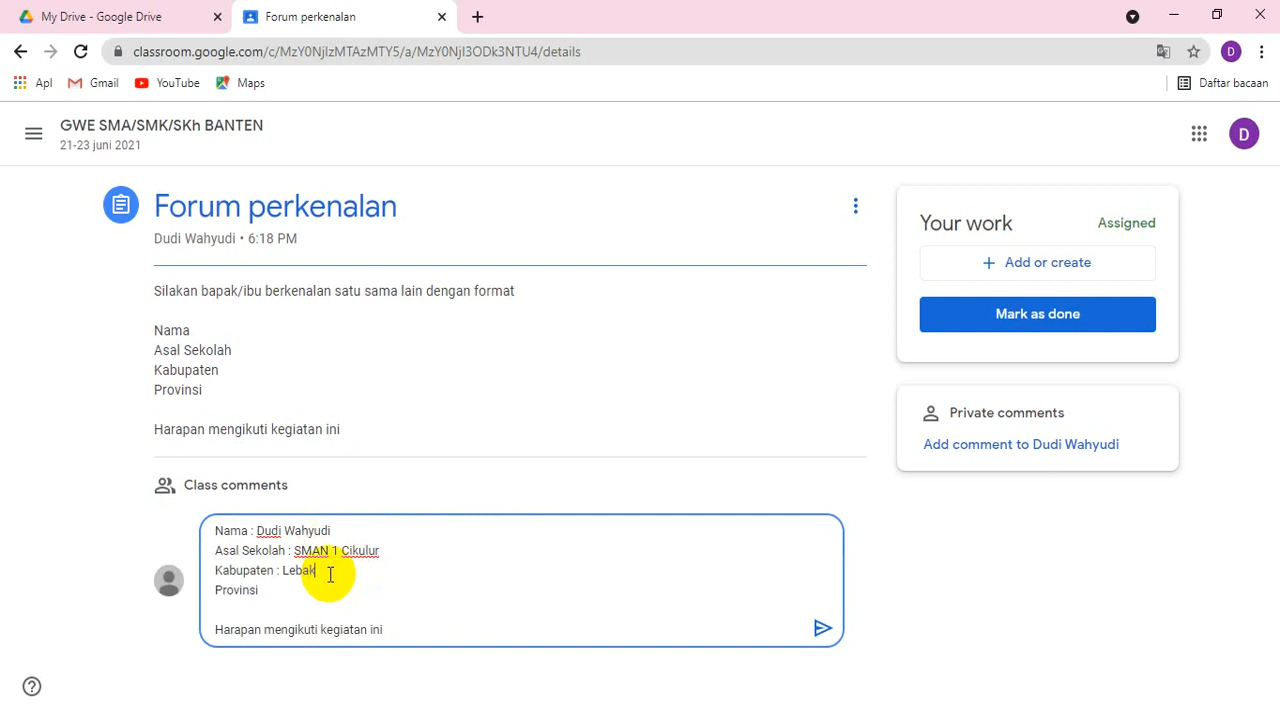 My Drive - Google Drive
Forum perkenalan
classroom.google.com/c/MzY0NjIzMTAzMTY5/a/MzY0NjI3ODk3NTU4/details
D
Apl
Gmail
YouTube
Maps
Daftar bacaan
GWE SMA/SMK/SKh BANTEN
21-23 juni 2021
D
Forum perkenalan
Dudi Wahyudi • 6:18 PM
Silakan bapak/ibu berkenalan satu sama lain dengan format
Nama
Asal Sekolah
Kabupaten
Provinsi
Harapan mengikuti kegiatan ini
Class comments
Nama : Dudi Wahyudi
Asal Sekolah : SMAN 1 Cikulur
Kabupaten : Lebak
Provinsi
Harapan mengikuti kegiatan ini
Your work
Assigned
+ Add or create
Mark as done
Private comments
Add comment to Dudi Wahyudi